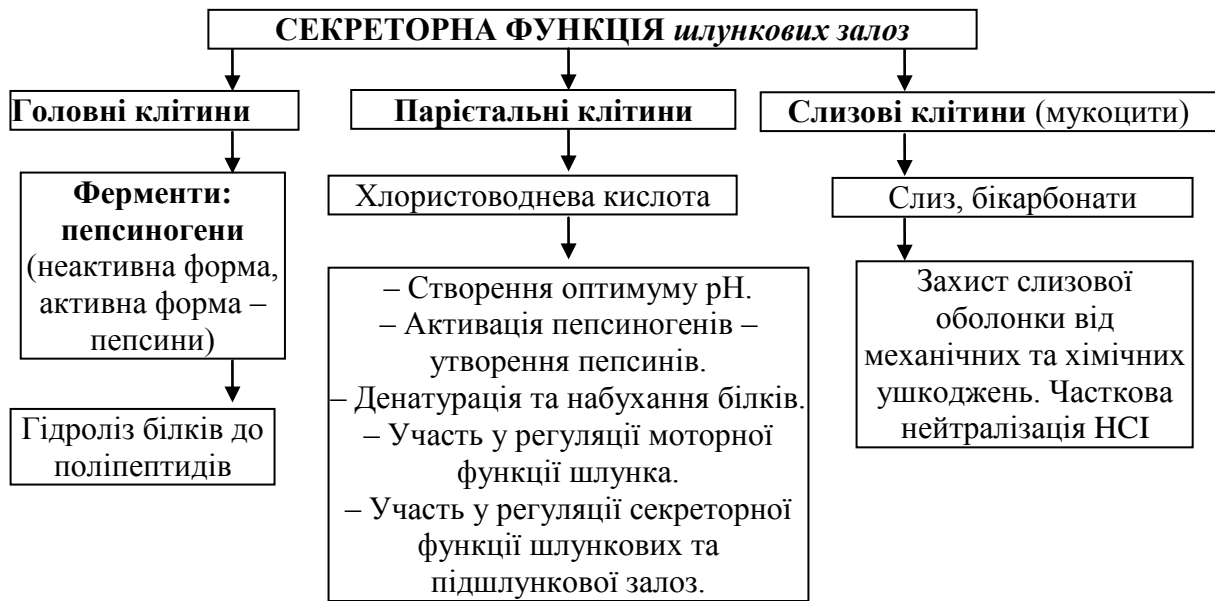 СЕКРЕТОРНА ФУНКЦІЯ шлункових залоз
Головні клітини
Ферменти:
пепсиногени
(неактивна форма,
активна форма –
пепсини)
Гідроліз білків до
поліпептидів
Парієтальні клітини
Хлористоводнева кислота
– Створення оптимуму рН.
– Активація пепсиногенів –
утворення пепсинів.
– Денатурація та набухання білків.
– Участь у регуляції моторної
функції шлунка.
– Участь у регуляції секреторної
функції шлункових та
підшлункової залоз.
Слизові клітини (мукоцити)
Слиз, бікарбонати
Захист слизової
оболонки від
механічних та хімічних
ушкоджень. Часткова
нейтралізація НСІ